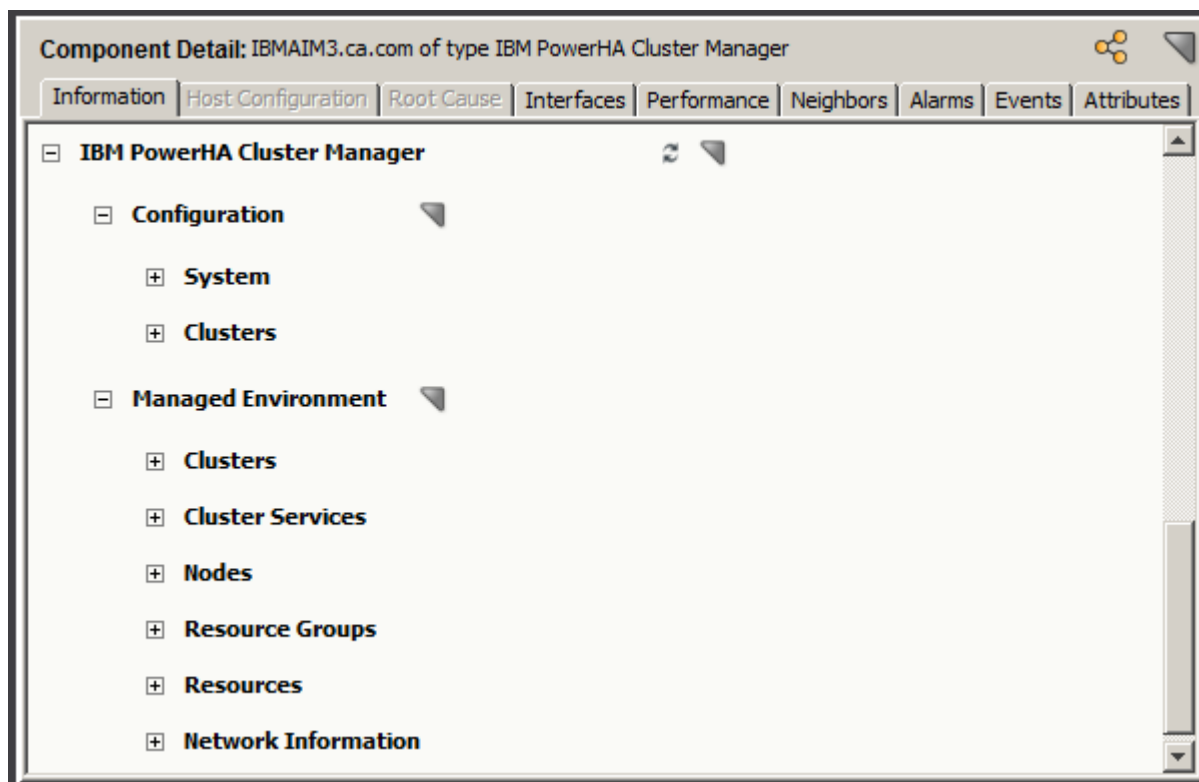 Component Detail: IBMAIM3.ca.com of type IBM PowerHA Cluster Manager
Information Host Configuration Root Cause Interfaces Performance Neighbors Alarms Events Attributes
IBM PowerHA Cluster Manager
Configuration
System
Clusters
Managed Environment
Clusters
Cluster Services
Nodes
Resource Groups
Resources
Network Information